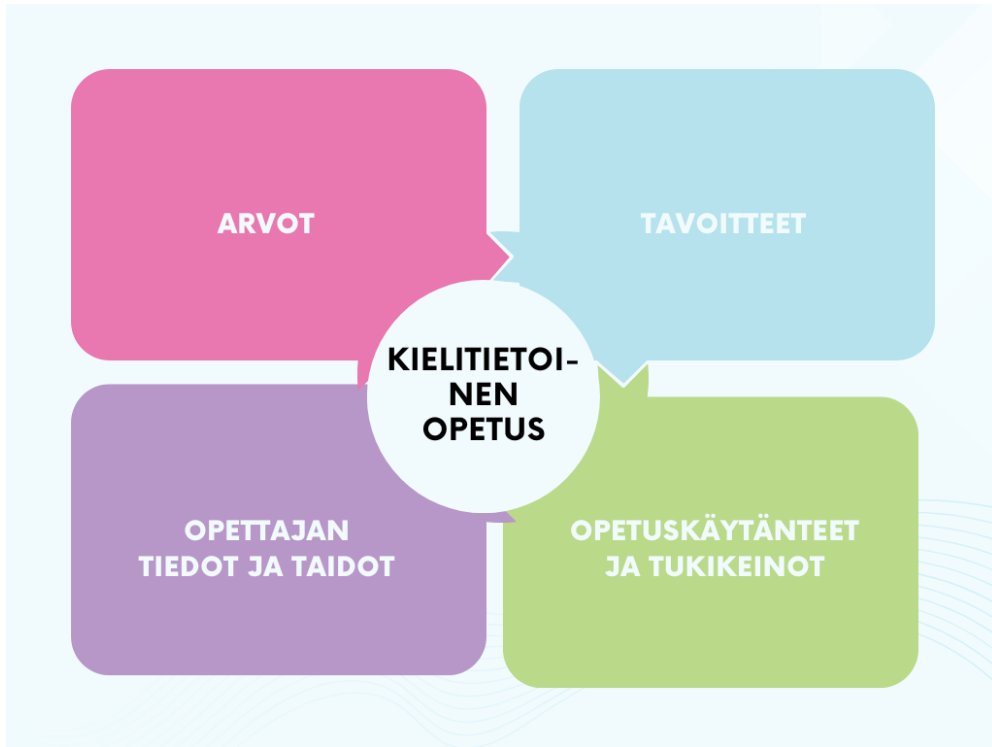 ARVOT
TAVOITTEET
KIELITIETOI-
NEN
OPETUS
OPETTAJAN
TIEDOT JA TAIDOT
OPETUSKÄYTÄNTEET
JA TUKIKEINOT